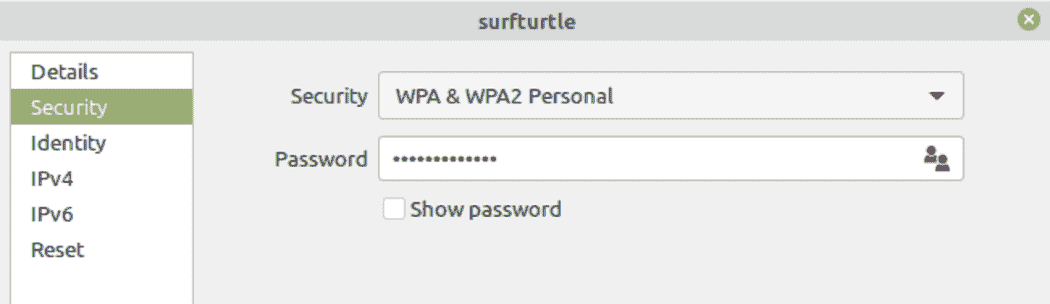 surfturtle
Details
Security
Identity
IPv4
IPv6
Reset
Security WPA & WPA2 Personal
Password •••••••••••••
Show password